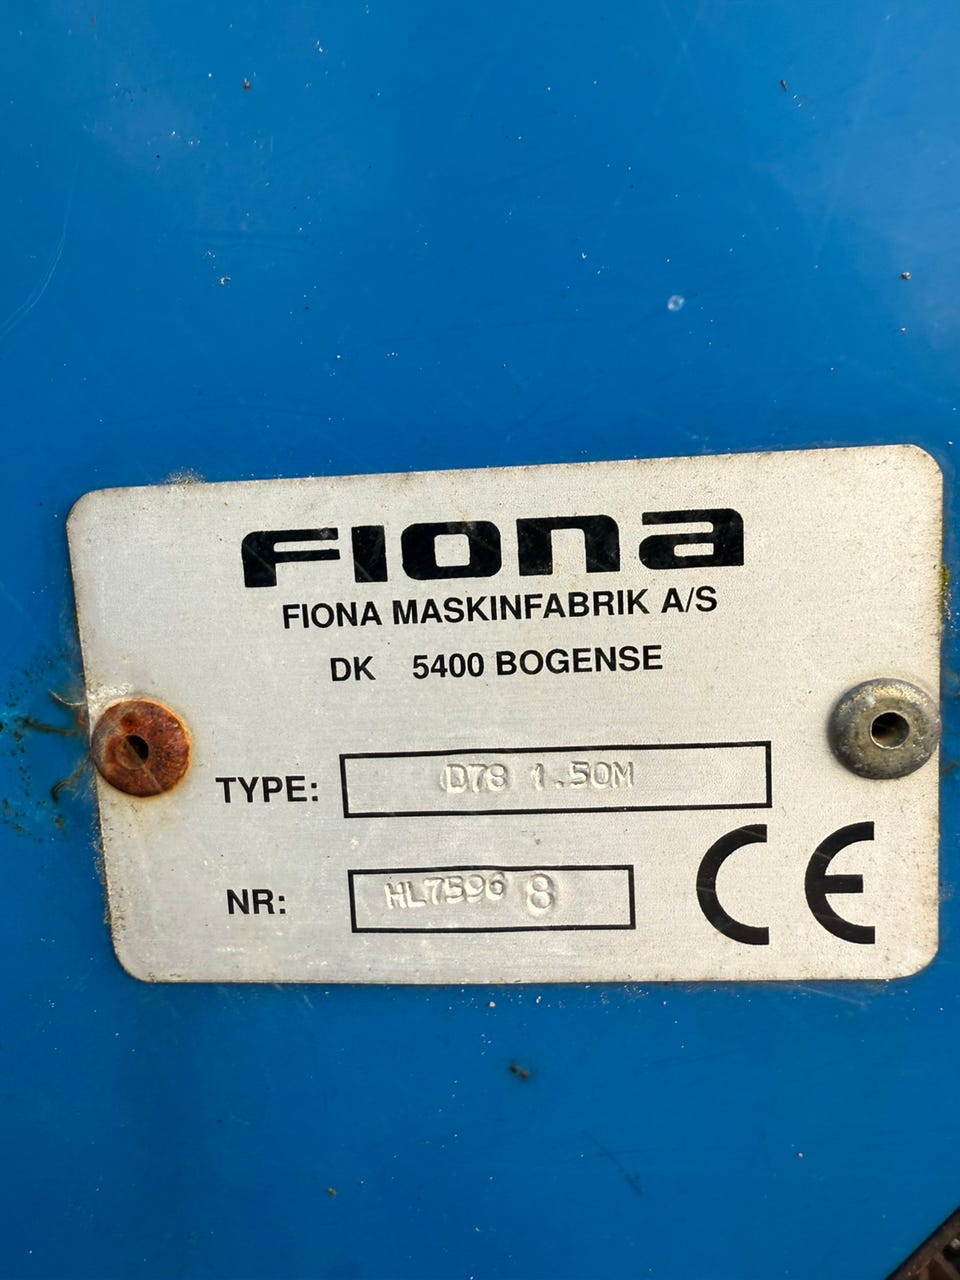 FIONA
FIONA MASKINFABRIK A/S
DK 5400 BOGENSE
TYPE: D78 1.50M
NR: HL7596 8
CE